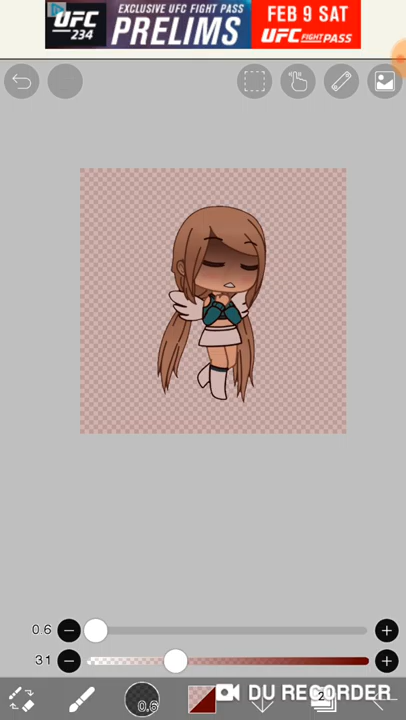 UFC
234
EXCLUSIVE UFC FIGHT PASS
PRELIMS
FEB 9 SAT
UFC FIGHT PASS
0.6
31
0.6
2
DU RECORDER